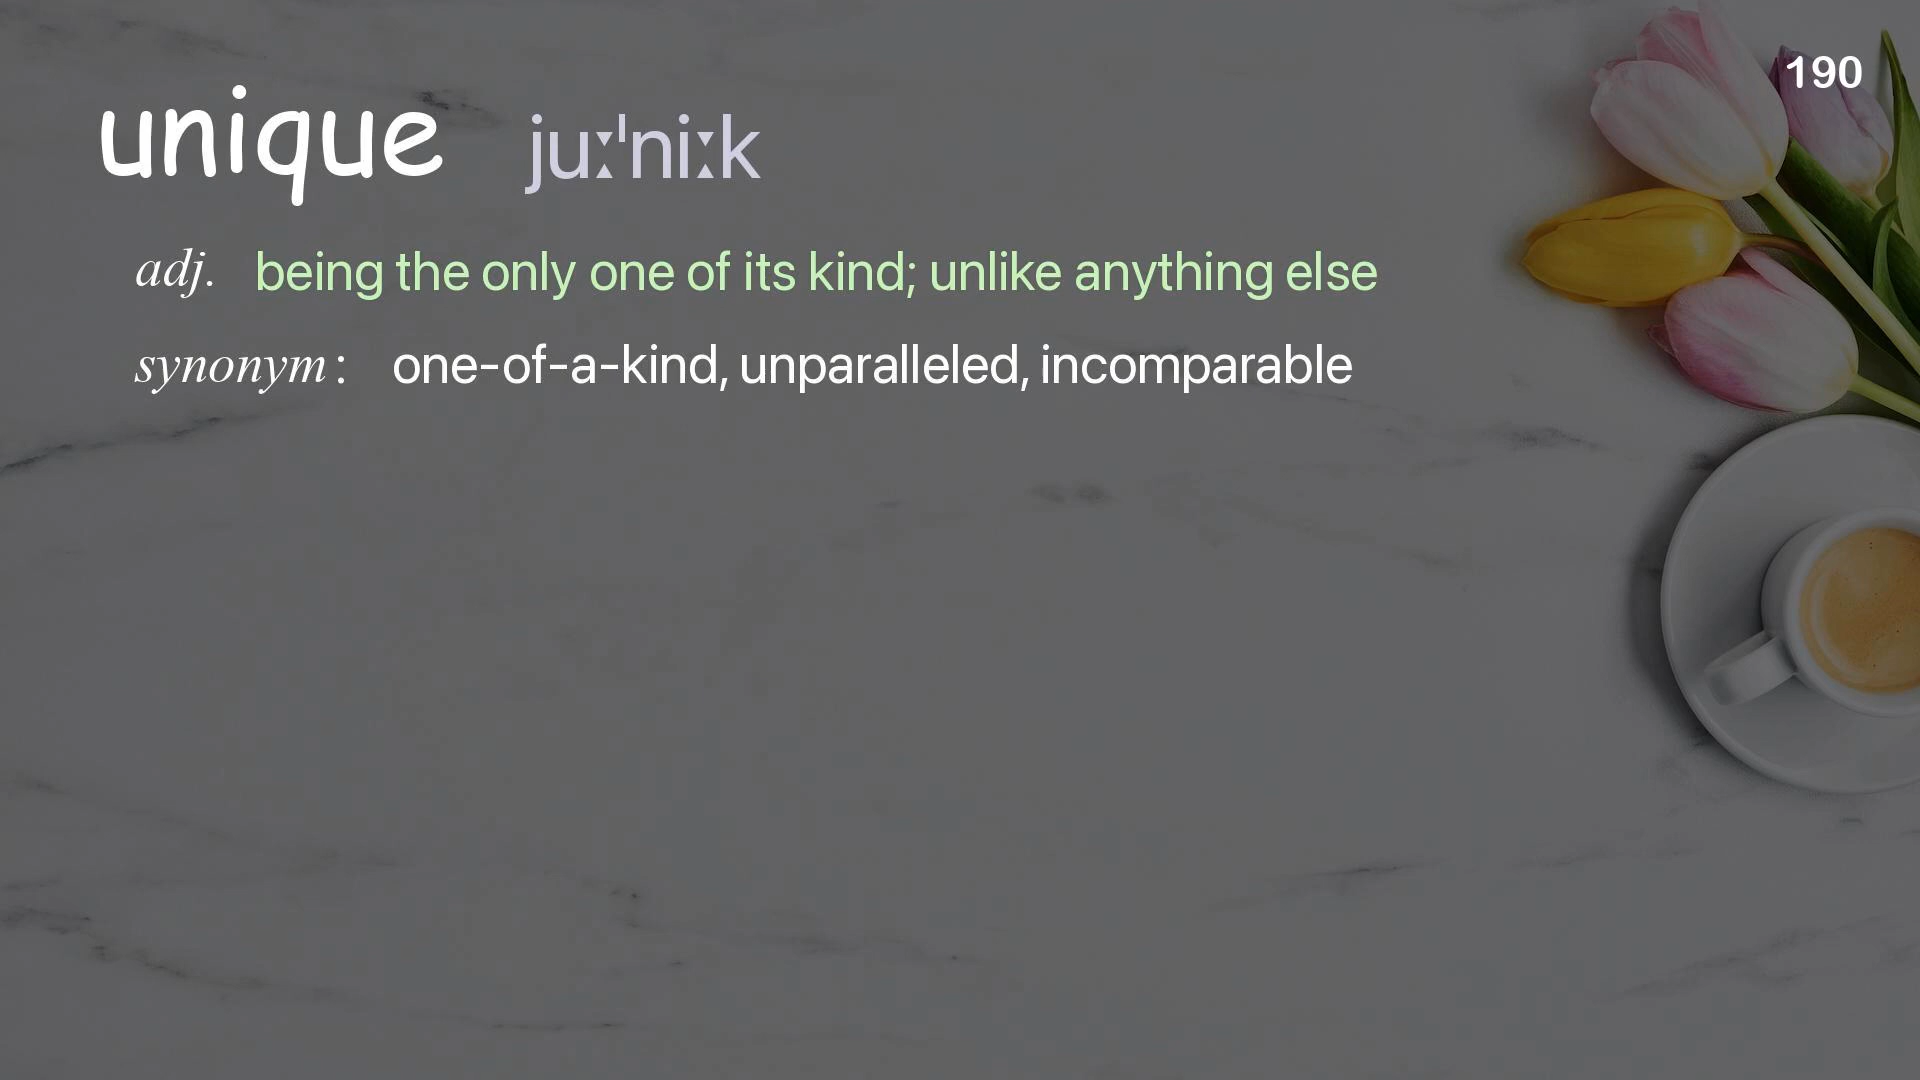 190
unique juːˈniːk
adj. being the only one of its kind; unlike anything else
synonym: one-of-a-kind, unparalleled, incomparable